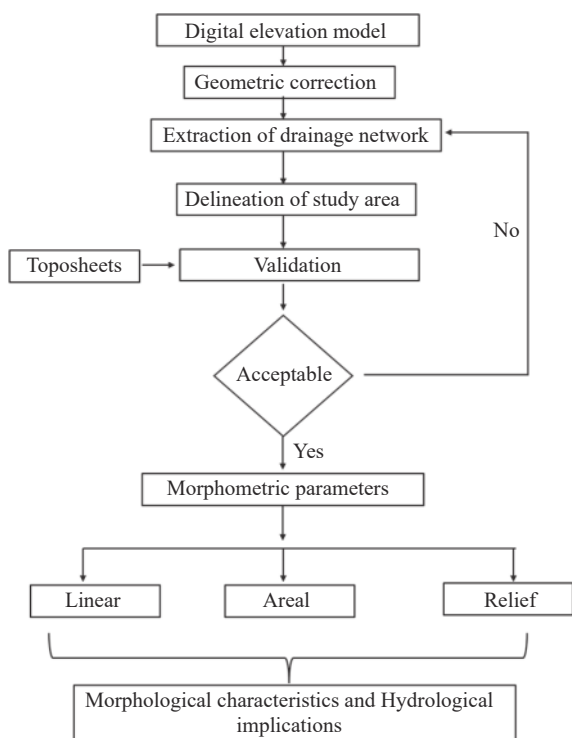 Digital elevation model
Geometric correction
Extraction of drainage network
Delineation of study area
No
Toposheets
Validation
Acceptable
Yes
Morphometric parameters
Linear
Areal
Relief
Morphological characteristics and Hydrological
implications